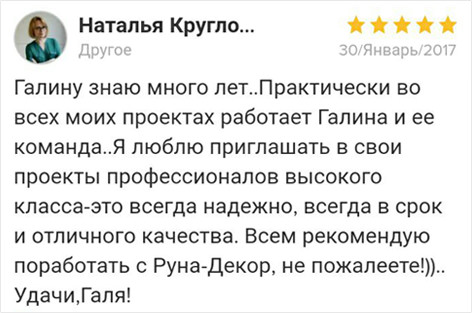 Наталья Кругло...
Другое
30/Январь/2017
Галину знаю много лет..Практически во
всех моих проектах работает Галина и ее
команда..Я люблю приглашать в свои
проекты профессионалов высокого
класса-это всегда надежно, всегда в срок
и отличного качества. Всем рекомендую
поработать с Руна-Декор, не пожалеете!))..
Удачи,Галя!